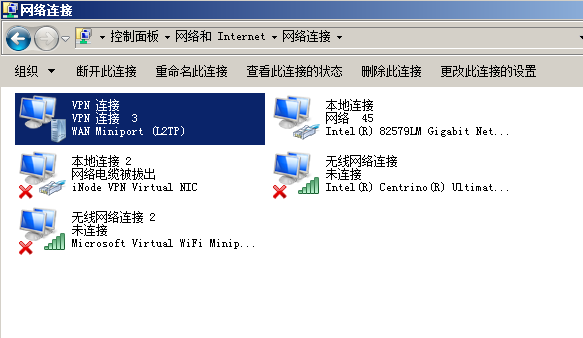 网络连接
控制面板 网络和 Internet 网络连接
组织 断开此连接 重命名此连接 查看此连接的状态 删除此连接 更改此连接的设置
VPN 连接
VPN 连接 3
WAN Miniport (L2TP)
本地连接
网络 45
Intel(R) 82579LM Gigabit Net...
本地连接 2
网络电缆被拔出
iNode VPN Virtual NIC
无线网络连接
未连接
Intel(R) Centrino(R) Ultimat...
无线网络连接 2
未连接
Microsoft Virtual WiFi Minip...